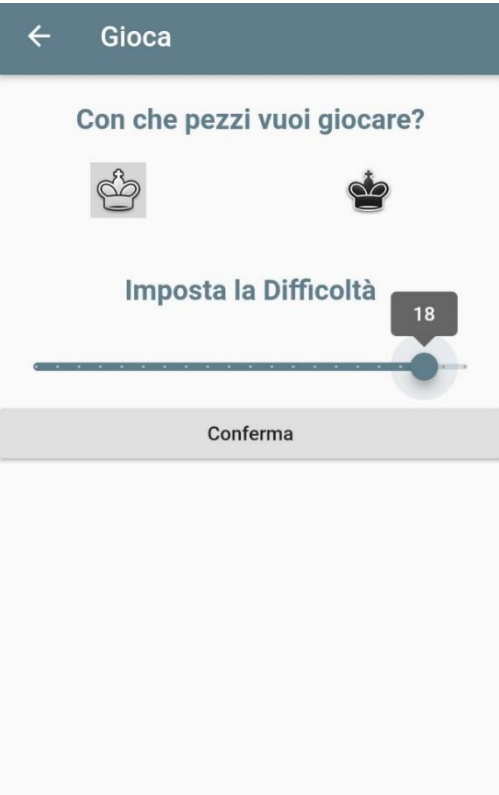 Gioca
Con che pezzi vuoi giocare?
Imposta la Difficoltà
18
Conferma